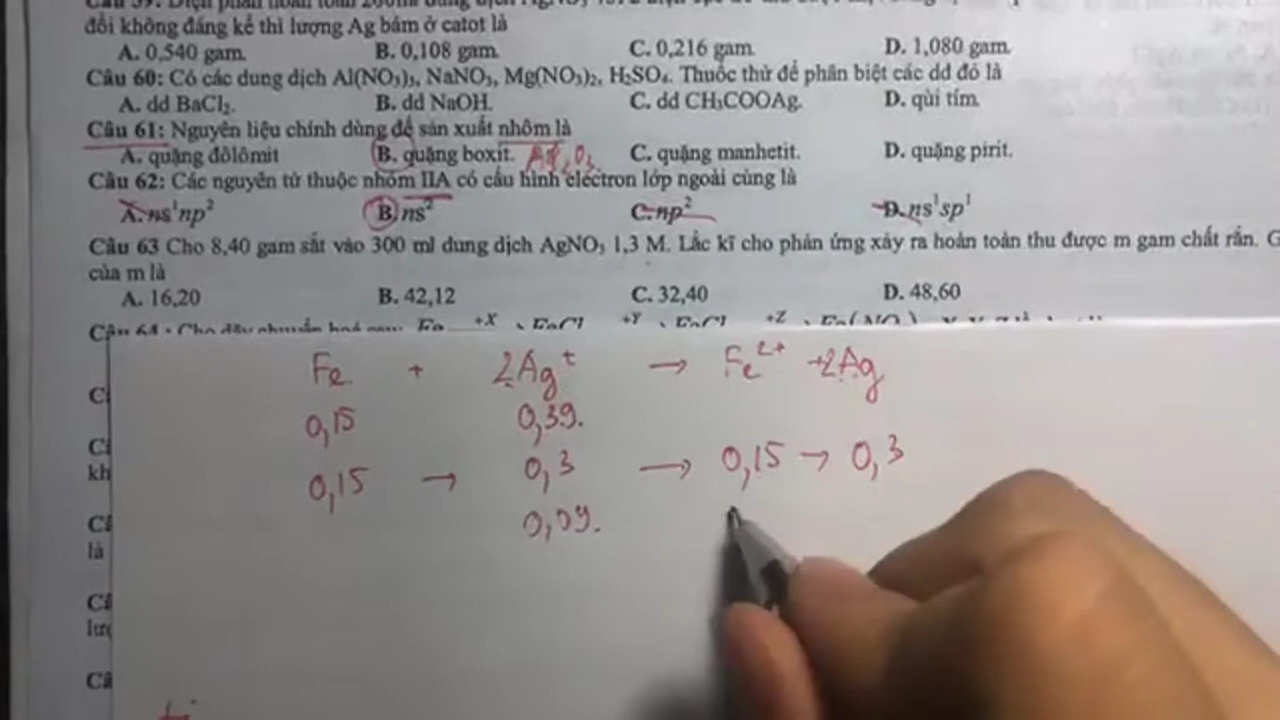 đổi không đáng kể thì lượng Ag bám ở catot là
A. 0,540 gam. B. 0,108 gam. C. 0,216 gam. D. 1,080 gam.
Câu 60: Có các dung dịch Al(NO₃)₃, NaNO₃, Mg(NO₃)₂, H₂SO₄. Thuốc thử để phân biệt các dd đó là
A. dd BaCl₂. B. dd NaOH. C. dd CH₃COOAg. D. qùi tím.
Câu 61: Nguyên liệu chính dùng để sản xuất nhôm là
A. quặng đôlômit B. quặng boxit. C. quặng manhetit. D. quặng pirit.
Câu 62: Các nguyên tử thuộc nhóm IIA có cấu hình electron lớp ngoài cùng là
A. ns¹np² B. ns² C. np² D. ns¹sp¹
Câu 63 Cho 8,40 gam sắt vào 300 ml dung dịch AgNO₃ 1,3 M. Lắc kĩ cho phản ứng xảy ra hoàn toàn thu được m gam chất rắn. G
của m là
A. 16,20 B. 42,12 C. 32,40 D. 48,60
Fe + 2Ag⁺ → Fe²⁺ + 2Ag
0,15 0,39.
0,15 → 0,3 → 0,15 → 0,3
0,09.
kh
là